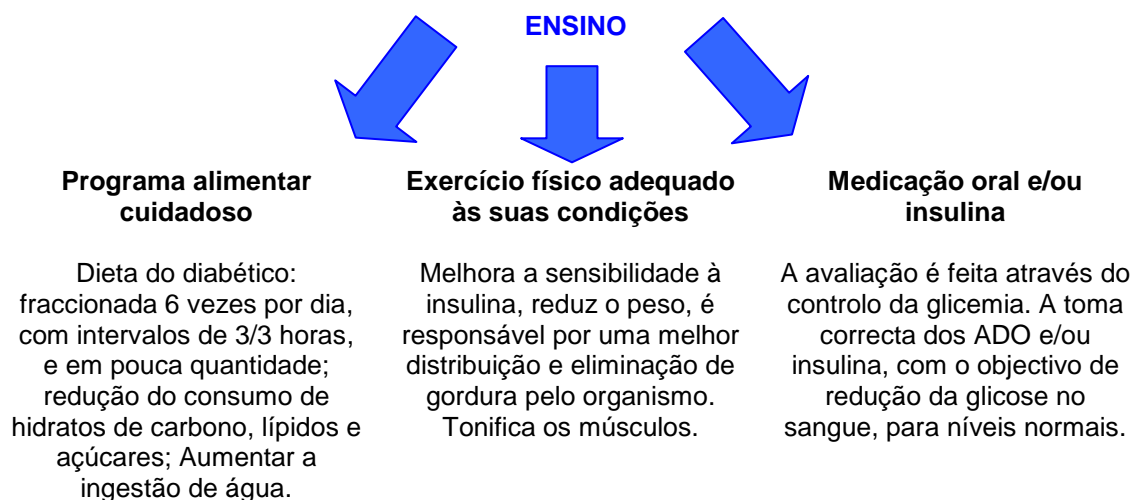 ENSINO
Programa alimentar
cuidadoso
Dieta do diabético:
fraccionada 6 vezes por dia,
com intervalos de 3/3 horas,
e em pouca quantidade;
redução do consumo de
hidratos de carbono, lípidos e
açúcares; Aumentar a
ingestão de água.
Exercício físico adequado
às suas condições
Melhora a sensibilidade à
insulina, reduz o peso, é
responsável por uma melhor
distribuição e eliminação de
gordura pelo organismo.
Tonifica os músculos.
Medicação oral e/ou
insulina
A avaliação é feita através do
controlo da glicemia. A toma
correcta dos ADO e/ou
insulina, com o objectivo de
redução da glicose no
sangue, para níveis normais.